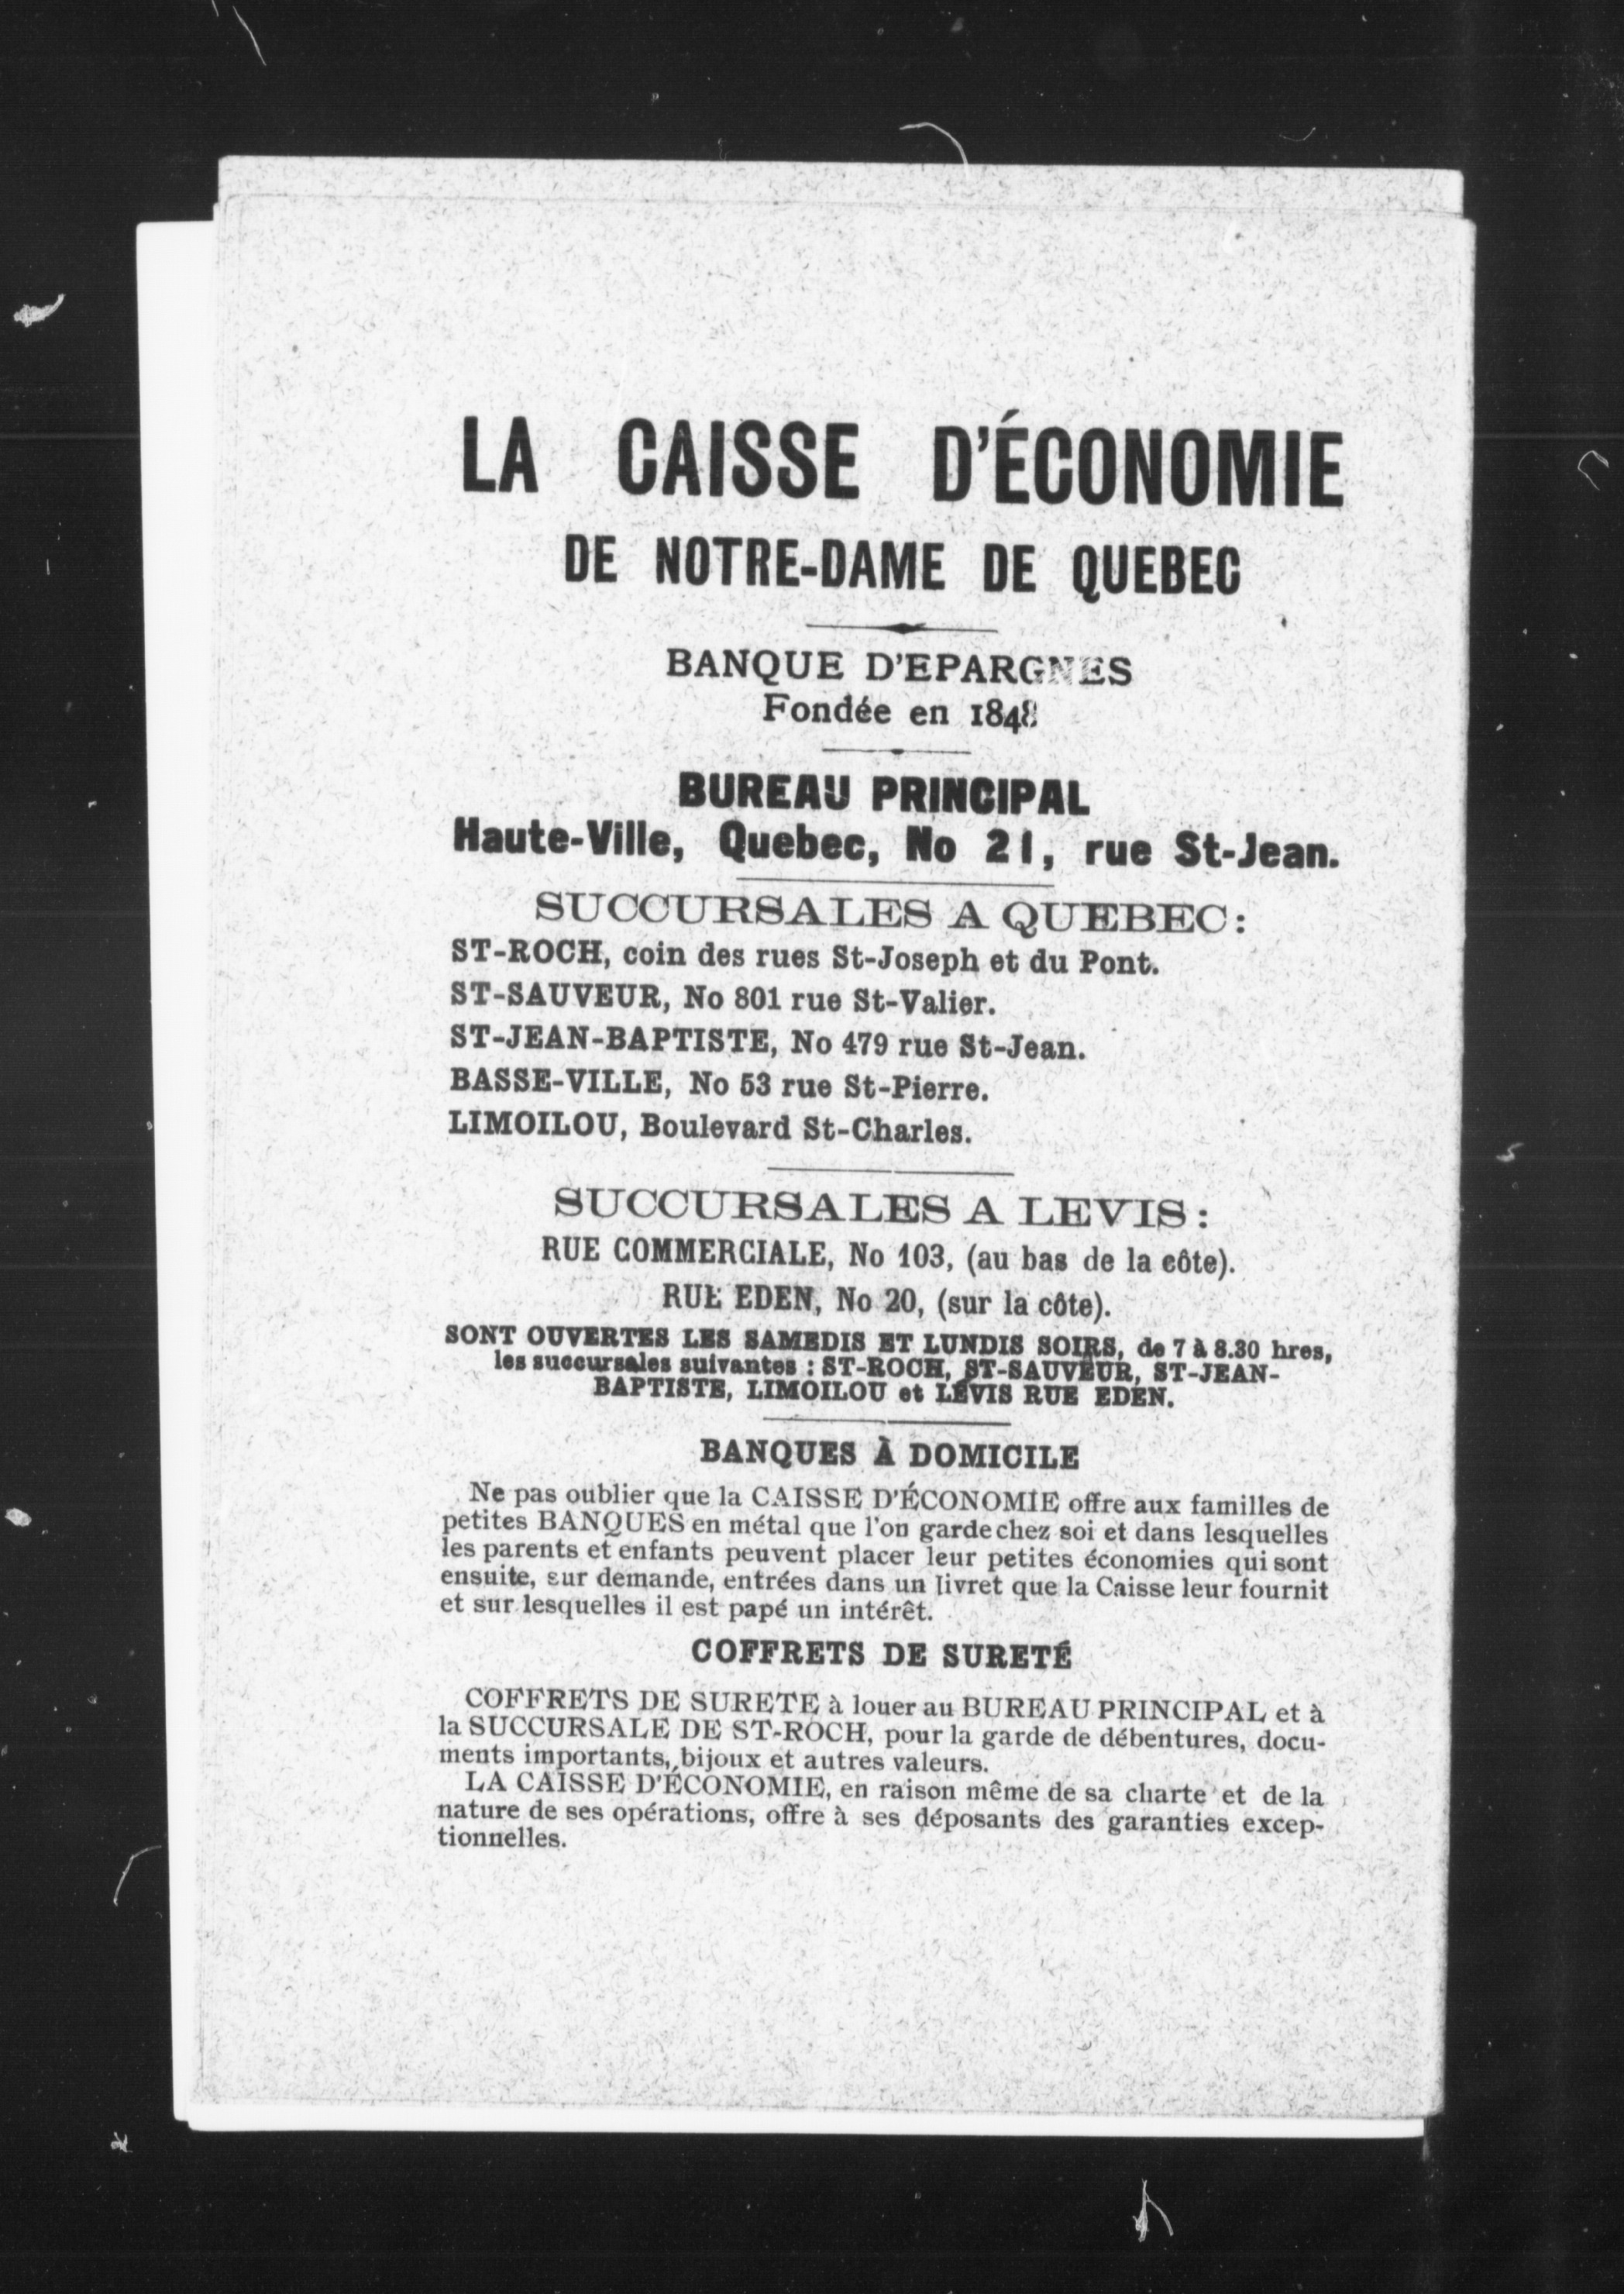 LA CAISSE D'ÉCONOMIE
DE NOTRE-DAME DE QUEBEC
BANQUE D'EPARGNES
Fondée en 1848
BUREAU PRINCIPAL
Haute-Ville, Quebec, No 21, rue St-Jean.
SUCCURSALES A QUEBEC:
ST-ROCH, coin des rues St-Joseph et du Pont.
ST-SAUVEUR, No 801 rue St-Valier.
ST-JEAN-BAPTISTE, No 479 rue St-Jean.
BASSE-VILLE, No 53 rue St-Pierre.
LIMOILOU, Boulevard St-Charles.
SUCCURSALES A LEVIS:
RUE COMMERCIALE, No 103, (au bas de la côte).
RUE EDEN, No 20, (sur la côte).
SONT OUVERTES LES SAMEDIS ET LUNDIS SOIRS, de 7 à 8.30 hres,
les succursales suivantes : ST-ROCH, ST-SAUVEUR, ST-JEAN-
BAPTISTE, LIMOILOU et LÉVIS RUE EDEN.
BANQUES À DOMICILE
Ne pas oublier que la CAISSE D'ÉCONOMIE offre aux familles de
petites BANQUES en métal que l'on garde chez soi et dans lesquelles
les parents et enfants peuvent placer leur petites économies qui sont
ensuite, sur demande, entrées dans un livret que la Caisse leur fournit
et sur lesquelles il est papé un intérêt.
COFFRETS DE SURETÉ
COFFRETS DE SURETE à louer au BUREAU PRINCIPAL et à
la SUCCURSALE DE ST-ROCH, pour la garde de débentures, docu-
ments importants, bijoux et autres valeurs.
LA CAISSE D'ÉCONOMIE, en raison même de sa charte et de la
nature de ses opérations, offre à ses déposants des garanties excep-
tionnelles.